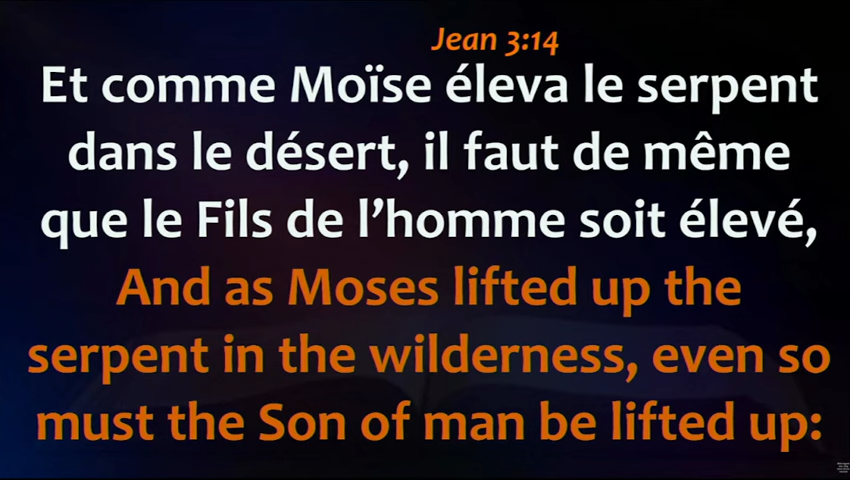 Jean 3:14
Et comme Moïse éleva le serpent
dans le désert, il faut de même
que le Fils de l’homme soit élevé,
And as Moses lifted up the
serpent in the wilderness, even so
must the Son of man be lifted up: